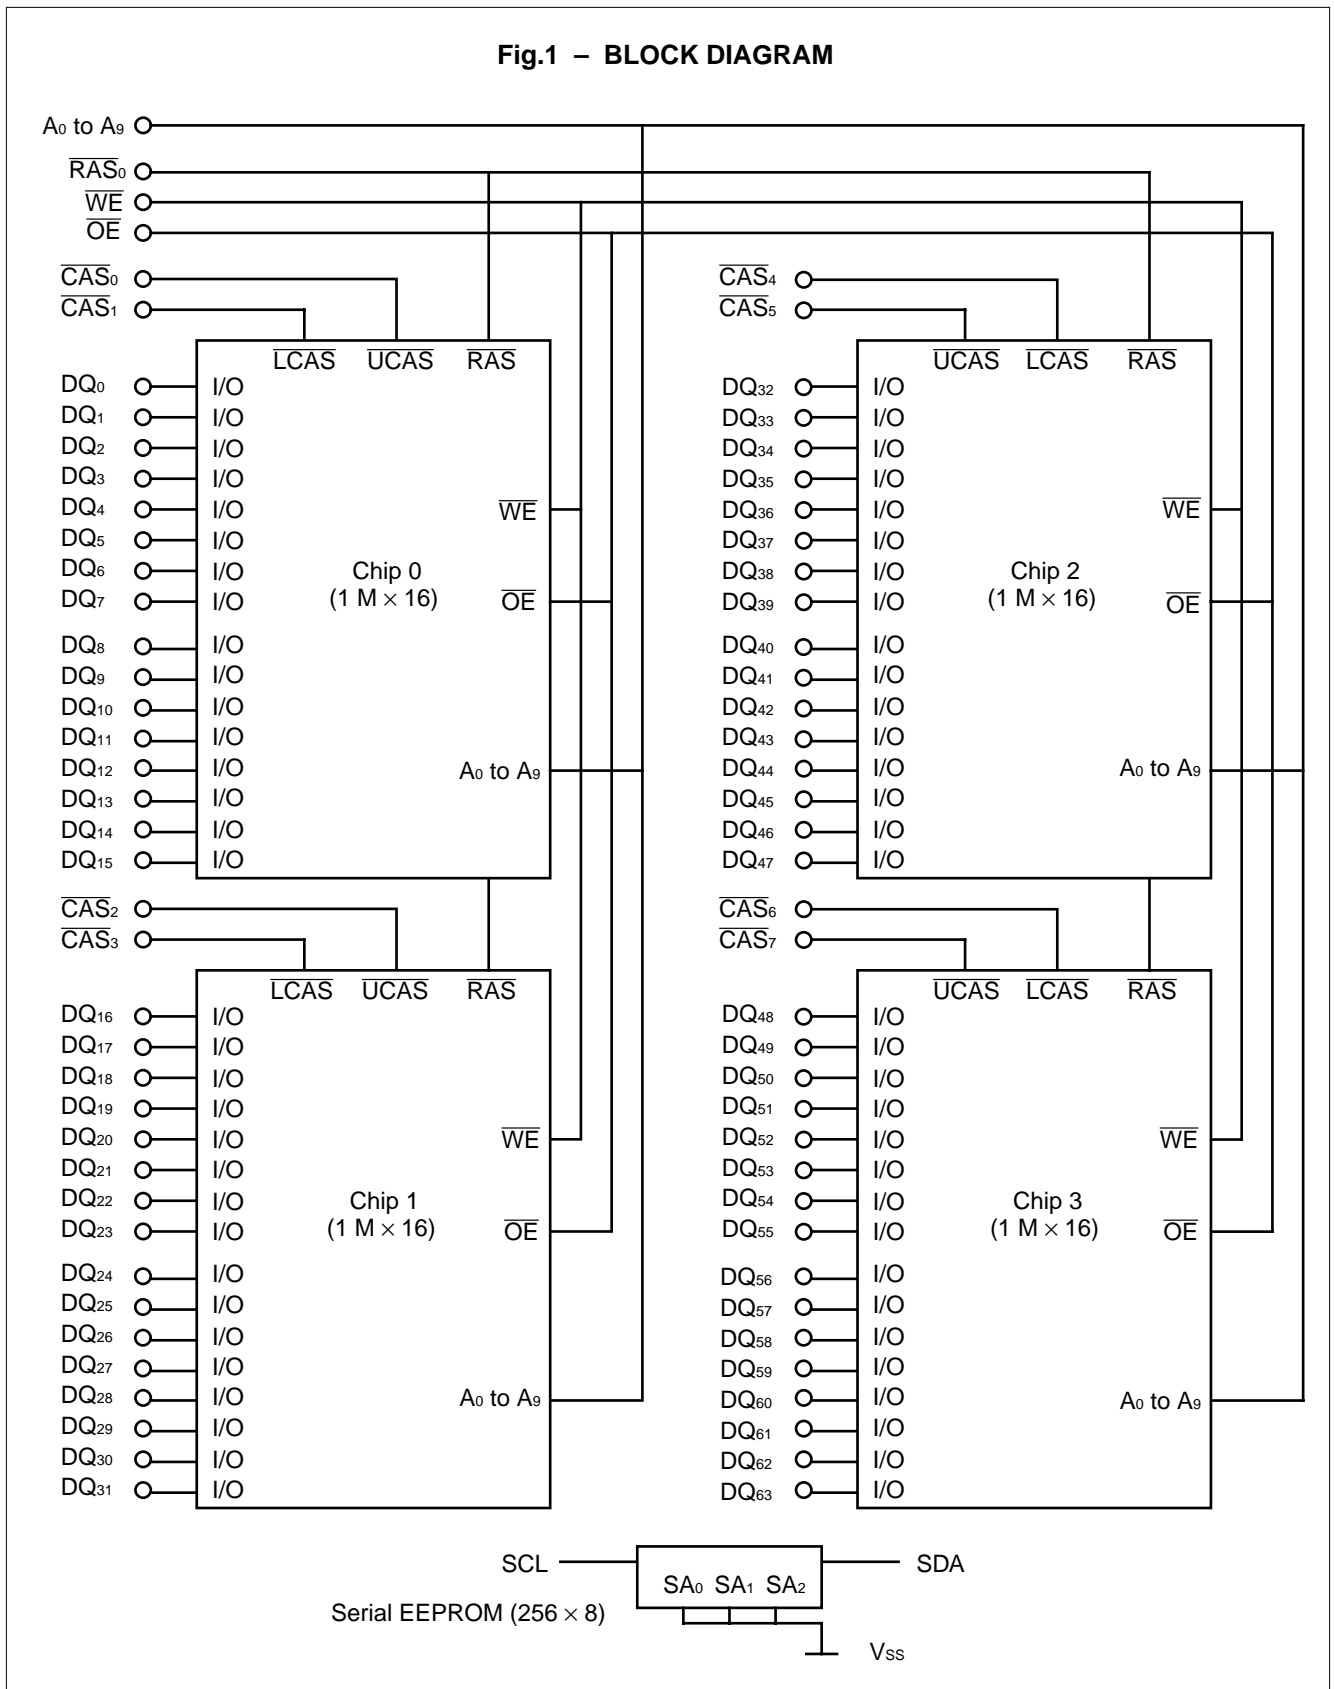 Fig.1 – BLOCK DIAGRAM
A0 to A9
RAS0
WE
OE
CAS0
CAS1
CAS4
CAS5
LCAS UCAS RAS
UCAS LCAS RAS
DQ0 I/O
DQ1 I/O
DQ2 I/O
DQ3 I/O
DQ4 I/O
DQ5 I/O
DQ6 I/O
DQ7 I/O
DQ8 I/O
DQ9 I/O
DQ10 I/O
DQ11 I/O
DQ12 I/O
DQ13 I/O
DQ14 I/O
DQ15 I/O
WE
Chip 0
(1 M × 16)
OE
A0 to A9
DQ32 I/O
DQ33 I/O
DQ34 I/O
DQ35 I/O
DQ36 I/O
DQ37 I/O
DQ38 I/O
DQ39 I/O
DQ40 I/O
DQ41 I/O
DQ42 I/O
DQ43 I/O
DQ44 I/O
DQ45 I/O
DQ46 I/O
DQ47 I/O
WE
Chip 2
(1 M × 16)
OE
A0 to A9
CAS2
CAS3
CAS6
CAS7
LCAS UCAS RAS
UCAS LCAS RAS
DQ16 I/O
DQ17 I/O
DQ18 I/O
DQ19 I/O
DQ20 I/O
DQ21 I/O
DQ22 I/O
DQ23 I/O
DQ24 I/O
DQ25 I/O
DQ26 I/O
DQ27 I/O
DQ28 I/O
DQ29 I/O
DQ30 I/O
DQ31 I/O
WE
Chip 1
(1 M × 16)
OE
A0 to A9
DQ48 I/O
DQ49 I/O
DQ50 I/O
DQ51 I/O
DQ52 I/O
DQ53 I/O
DQ54 I/O
DQ55 I/O
DQ56 I/O
DQ57 I/O
DQ58 I/O
DQ59 I/O
DQ60 I/O
DQ61 I/O
DQ62 I/O
DQ63 I/O
WE
Chip 3
(1 M × 16)
OE
A0 to A9
SCL
SDA
SA0 SA1 SA2
Serial EEPROM (256 × 8)
VSS